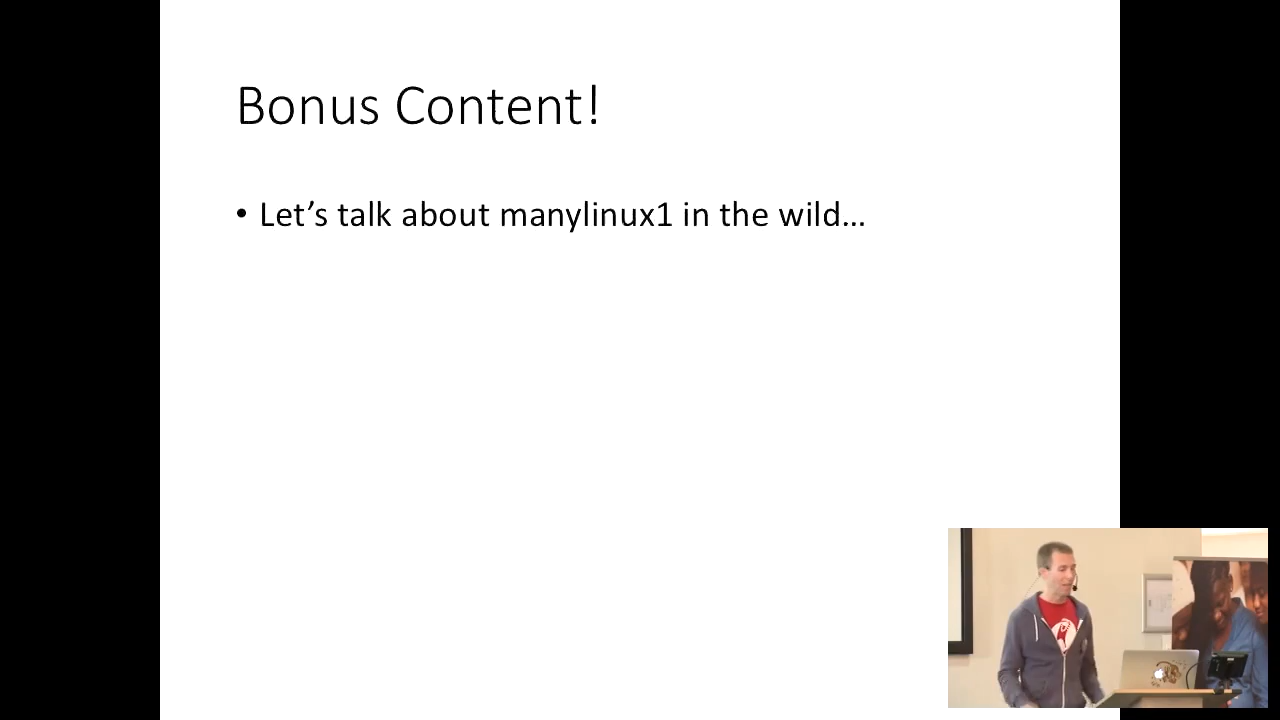 Bonus Content!
• Let’s talk about manylinux1 in the wild…